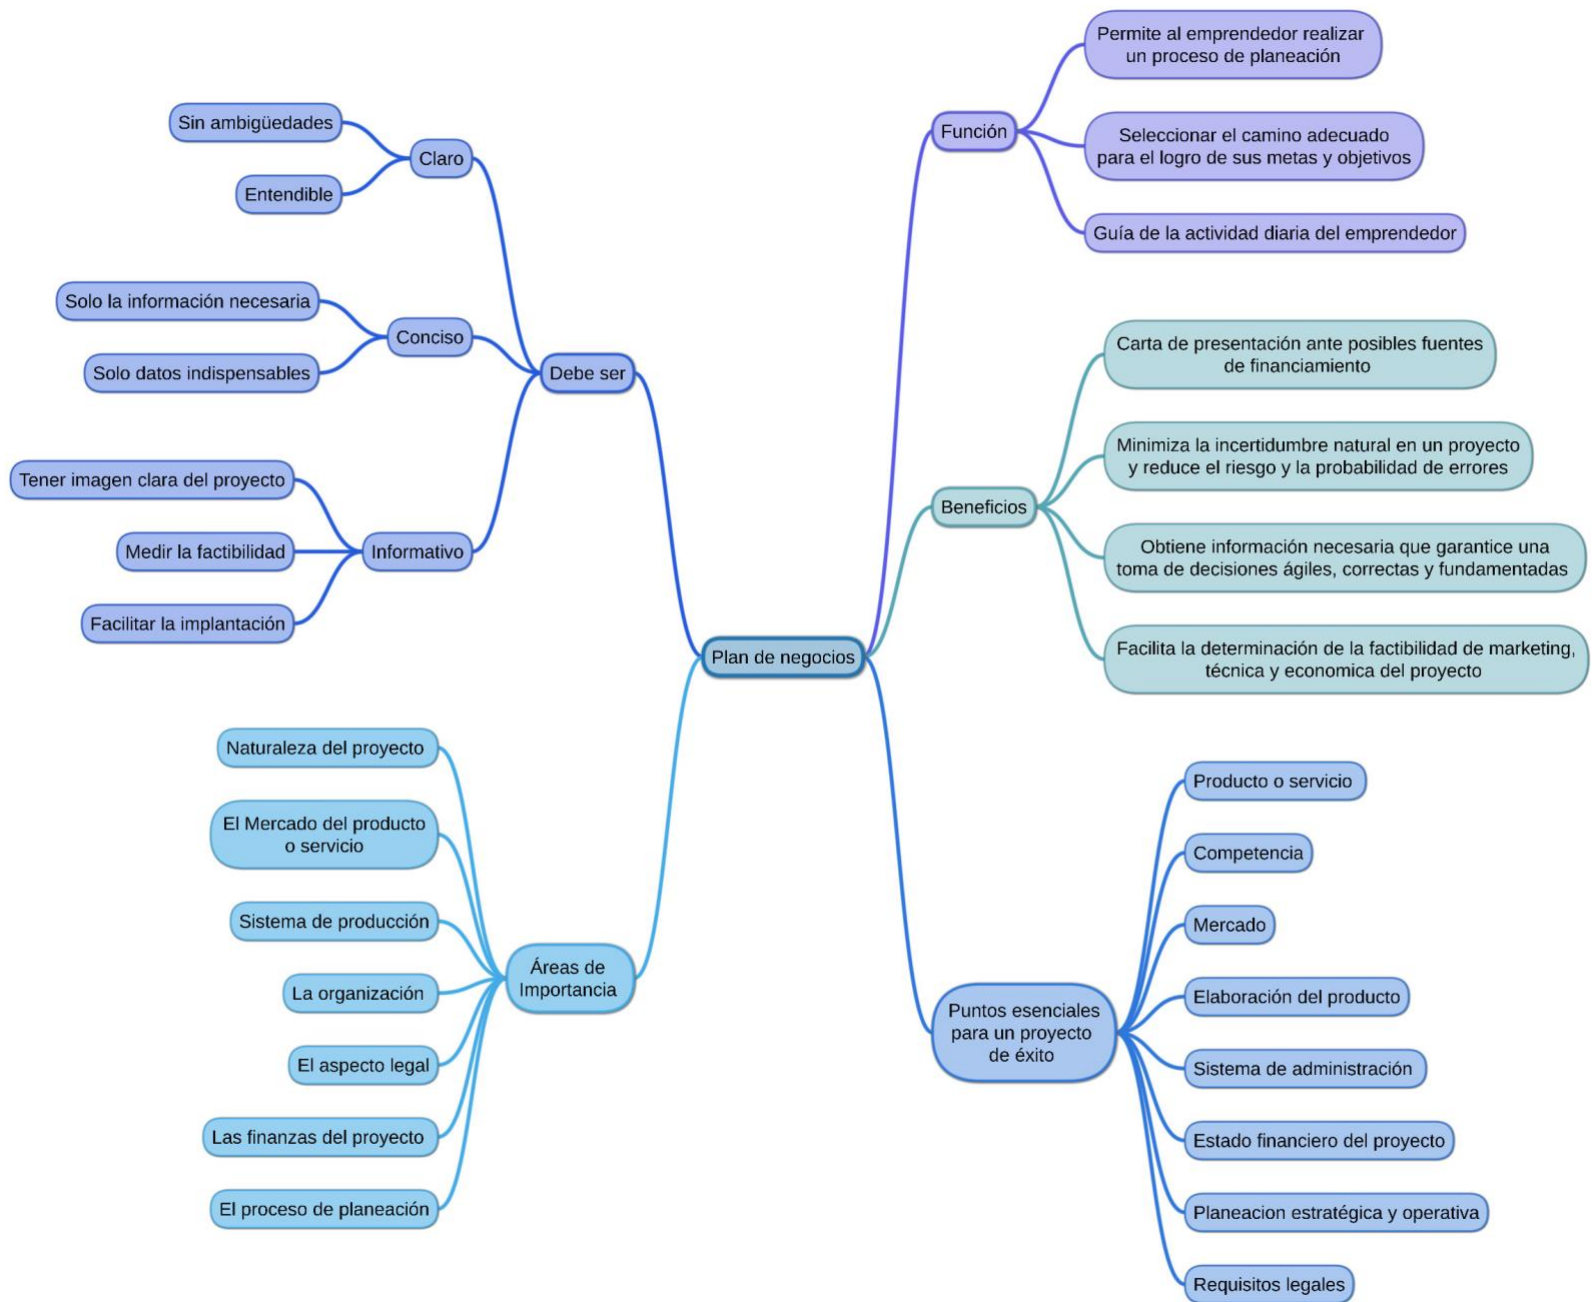 Plan de negocios
Debe ser
Claro
Sin ambigüedades
Entendible
Conciso
Solo la información necesaria
Solo datos indispensables
Informativo
Tener imagen clara del proyecto
Medir la factibilidad
Facilitar la implantación
Áreas de
Importancia
Naturaleza del proyecto
El Mercado del producto
o servicio
Sistema de producción
La organización
El aspecto legal
Las finanzas del proyecto
El proceso de planeación
Función
Permite al emprendedor realizar
un proceso de planeación
Seleccionar el camino adecuado
para el logro de sus metas y objetivos
Guía de la actividad diaria del emprendedor
Beneficios
Carta de presentación ante posibles fuentes
de financiamiento
Minimiza la incertidumbre natural en un proyecto
y reduce el riesgo y la probabilidad de errores
Obtiene información necesaria que garantice una
toma de decisiones ágiles, correctas y fundamentadas
Facilita la determinación de la factibilidad de marketing,
técnica y economica del proyecto
Puntos esenciales
para un proyecto
de éxito
Producto o servicio
Competencia
Mercado
Elaboración del producto
Sistema de administración
Estado financiero del proyecto
Planeacion estratégica y operativa
Requisitos legales